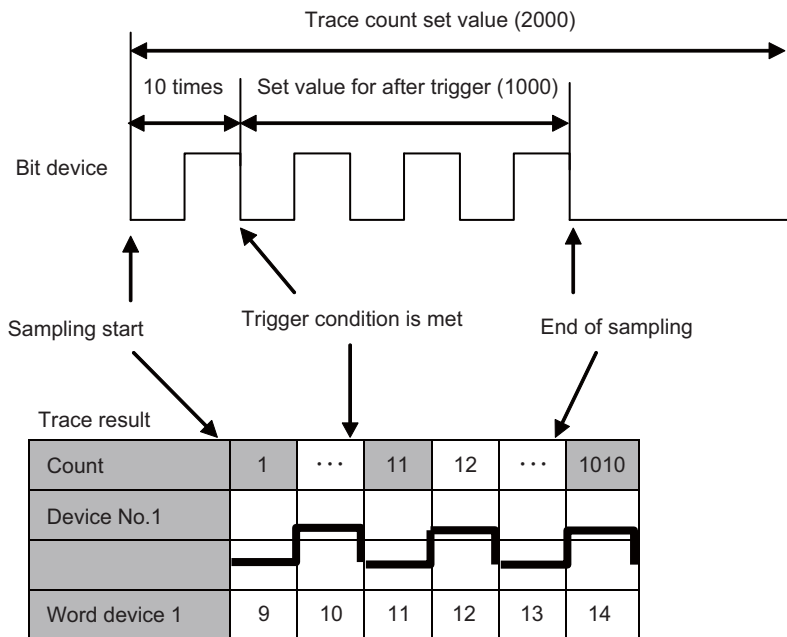 Trace count set value (2000)
10 times
Set value for after trigger (1000)
Bit device
Sampling start
Trigger condition is met
End of sampling
Trace result
Count 1 ··· 11 12 ··· 1010
Device No.1
Word device 1 9 10 11 12 13 14